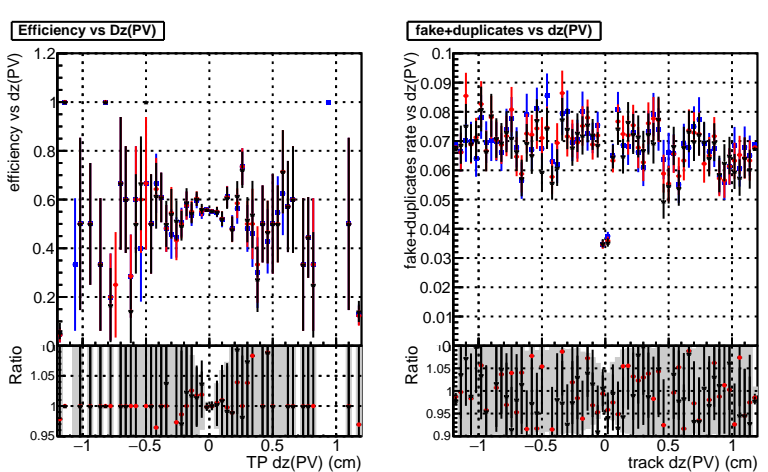 Efficiency vs Dz(PV)
efficiency vs dz(PV)
1.2
1
0.8
0.6
0.4
0.2
0
Ratio
1.05
1
0.95
−1 −0.5 0 0.5 1
TP dz(PV) (cm)
fake+duplicates vs dz(PV)
fake+duplicates rate vs dz(PV)
0.1
0.09
0.08
0.07
0.06
0.05
0.04
0.03
0.02
0.01
0
Ratio
1.05
1
0.95
0.9
−1 −0.5 0 0.5 1
track dz(PV) (cm)